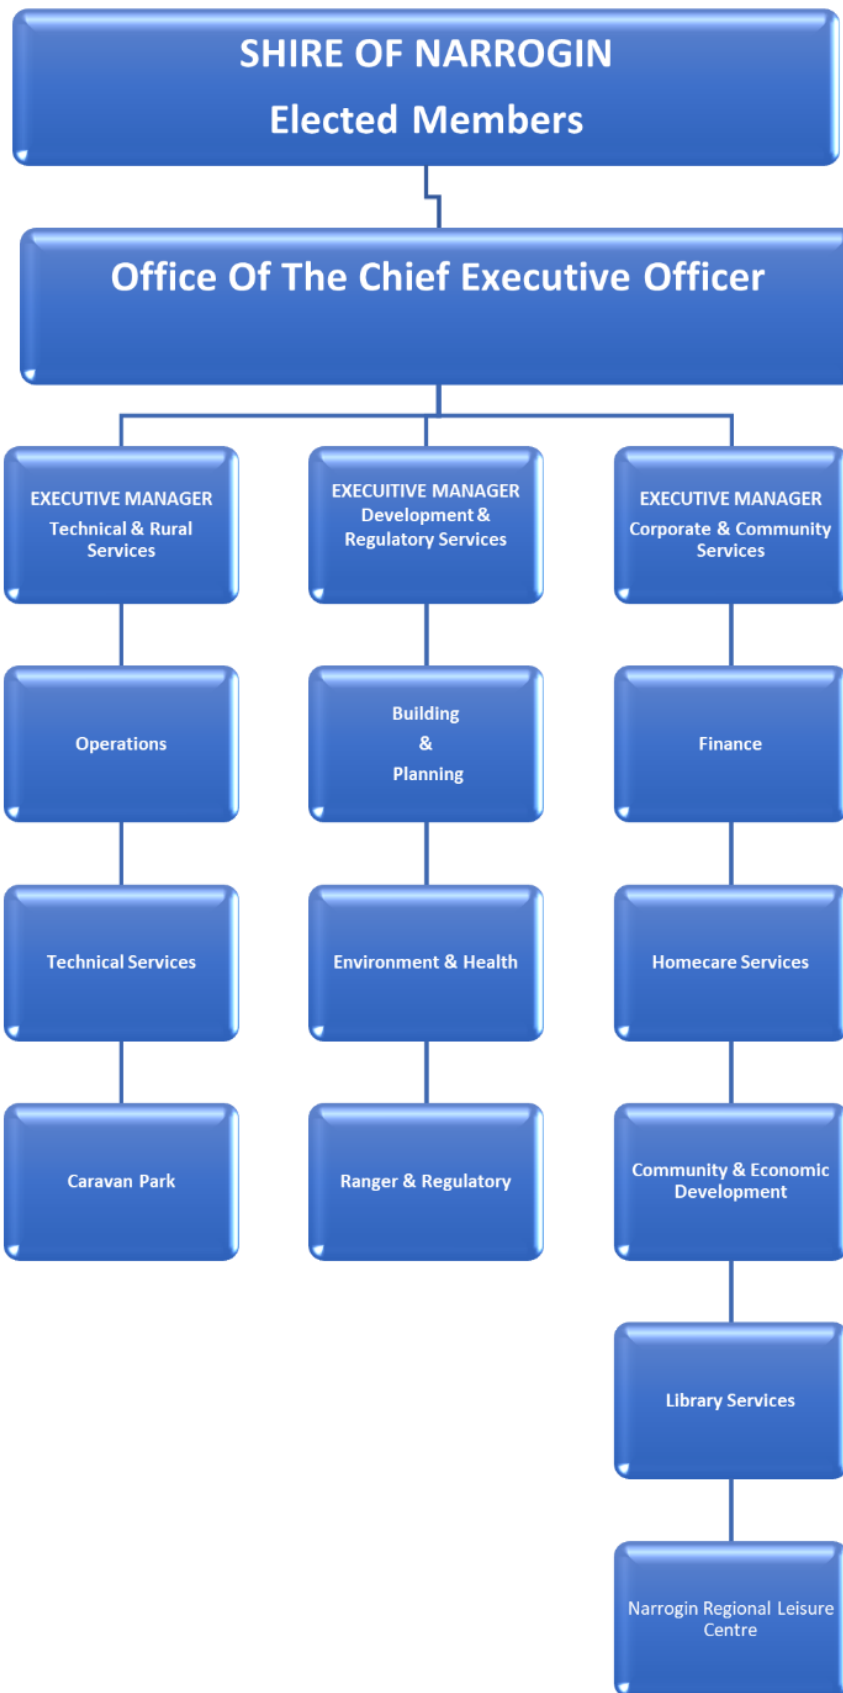 SHIRE OF NARROGIN
Elected Members
Office Of The Chief Executive Officer
EXECUTIVE MANAGER
Technical & Rural
Services
Operations
Technical Services
Caravan Park
EXECUITIVE MANAGER
Development &
Regulatory Services
Building
&
Planning
Environment & Health
Ranger & Regulatory
EXECUTIVE MANAGER
Corporate & Community
Services
Finance
Homecare Services
Community & Economic
Development
Library Services
Narrogin Regional Leisure
Centre